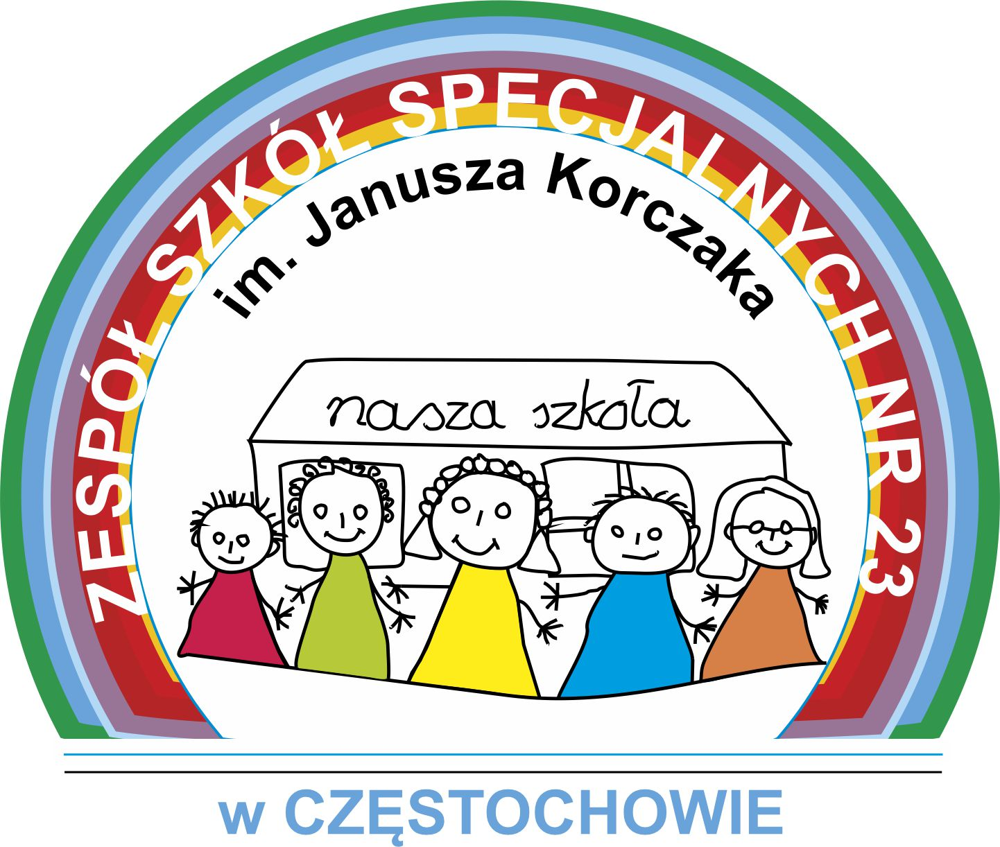 ZESPÓŁ SZKÓŁ SPECJALNYCH NR 23
im. Janusza Korczaka
nasza szkoła
w CZĘSTOCHOWIE